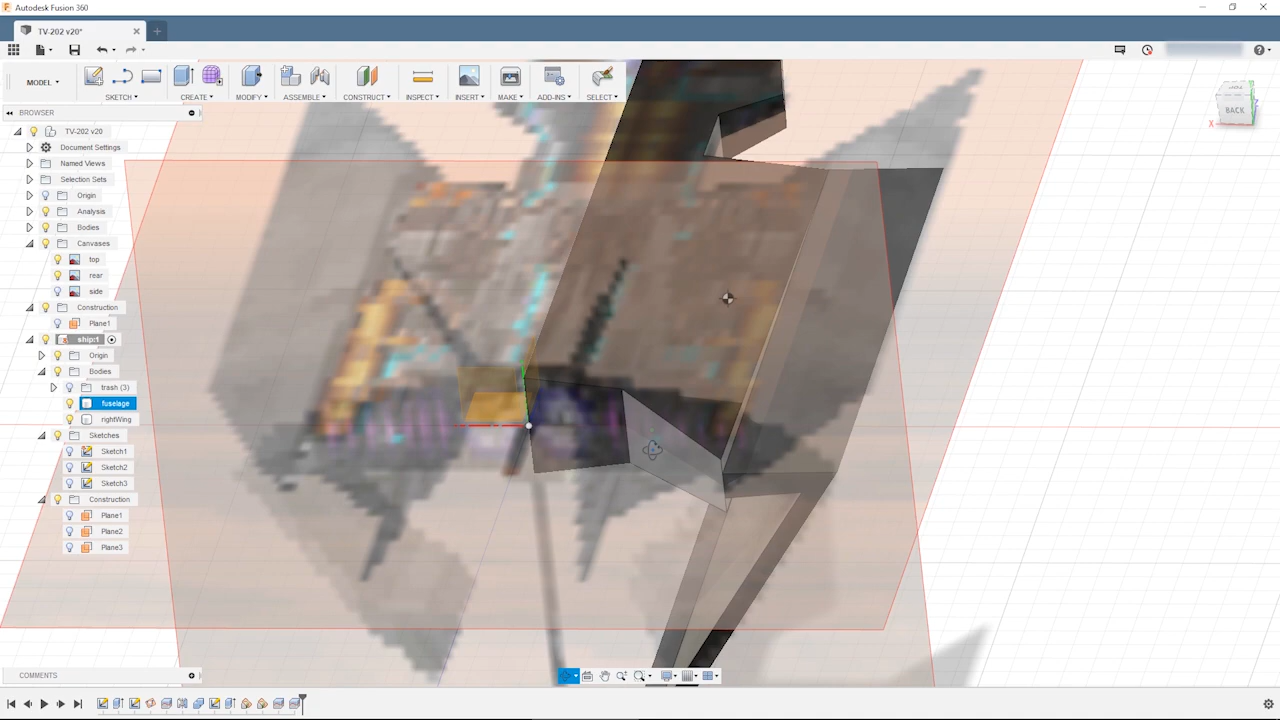 Autodesk Fusion 360
TV-202 v20*
MODEL
SKETCH
CREATE
MODIFY
ASSEMBLE
CONSTRUCT
INSPECT
INSERT
MAKE
ADD-INS
SELECT
BROWSER
TV-202 v20
Document Settings
Named Views
Selection Sets
Origin
Analysis
Bodies
Canvases
top
rear
side
Construction
Plane1
ship:1
Origin
Bodies
trash (3)
fuselage
rightWing
Sketches
Sketch1
Sketch2
Sketch3
Construction
Plane1
Plane2
Plane3
BACK
X
COMMENTS